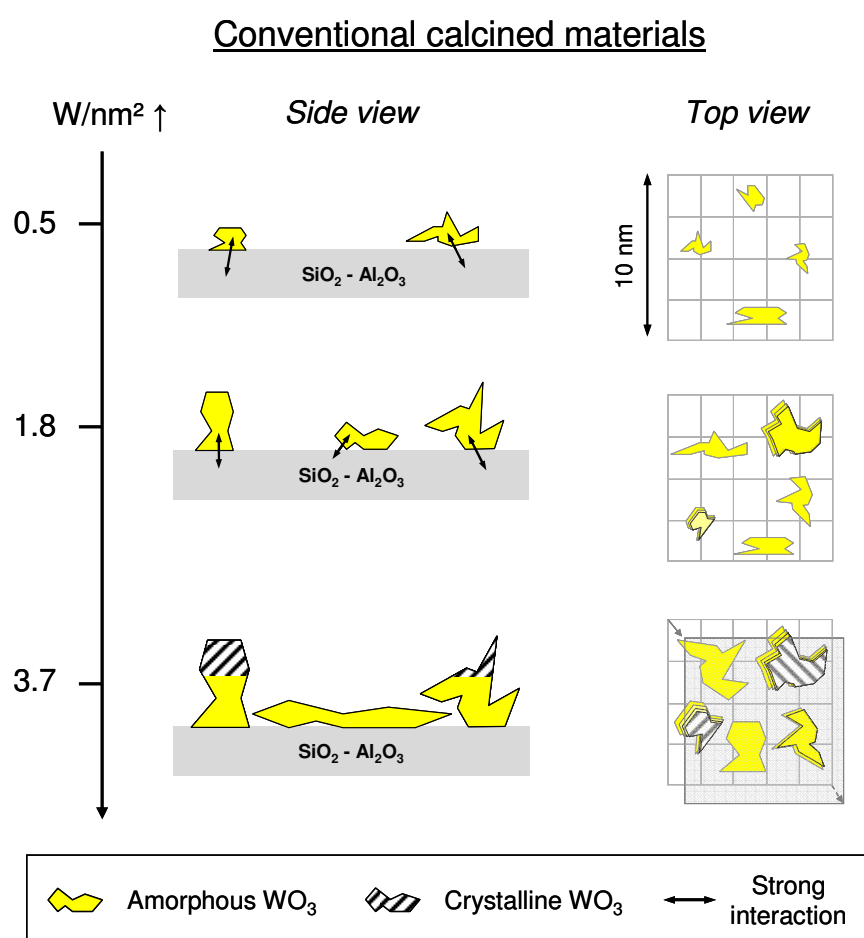 Conventional calcined materials
W/nm² ↑
Side view
Top view
0.5
SiO₂ - Al₂O₃
10 nm
1.8
SiO₂ - Al₂O₃
3.7
SiO₂ - Al₂O₃
Amorphous WO₃
Crystalline WO₃
Strong
interaction